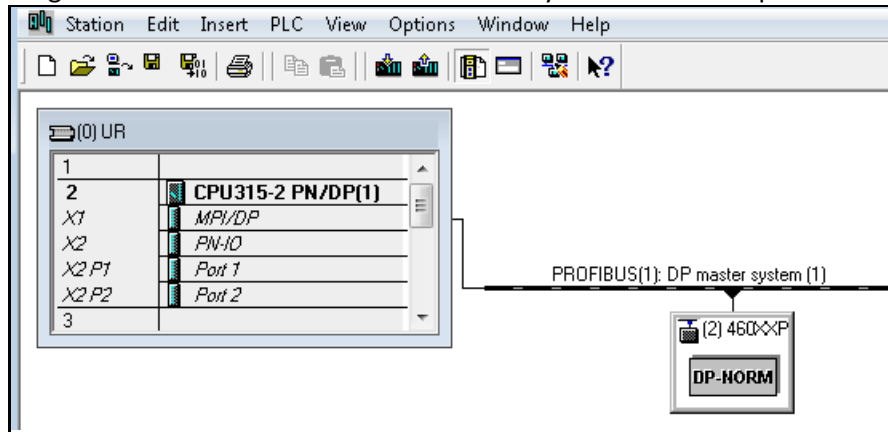 Station Edit Insert PLC View Options Window Help
(0) UR
1
2 CPU315-2 PN/DP(1)
X1 MPI/DP
X2 PN-IO
X2 P1 Port 1
X2 P2 Port 2
3
PROFIBUS(1): DP master system (1)
(2) 460XXP
DP-NORM